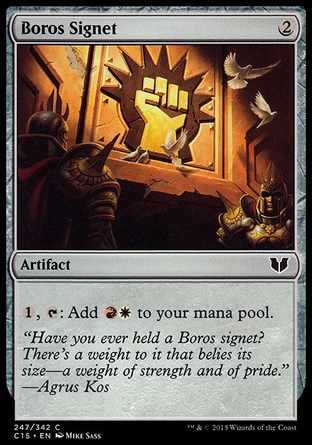 Boros Signet 2
Artifact
1, T: Add RW to your mana pool.
“Have you ever held a Boros signet?
There’s a weight to it that belies its
size—a weight of strength and of pride.”
—Agrus Kos
247/342 C
C15 • EN Mike Sass
™ & © 2015 Wizards of the Coast